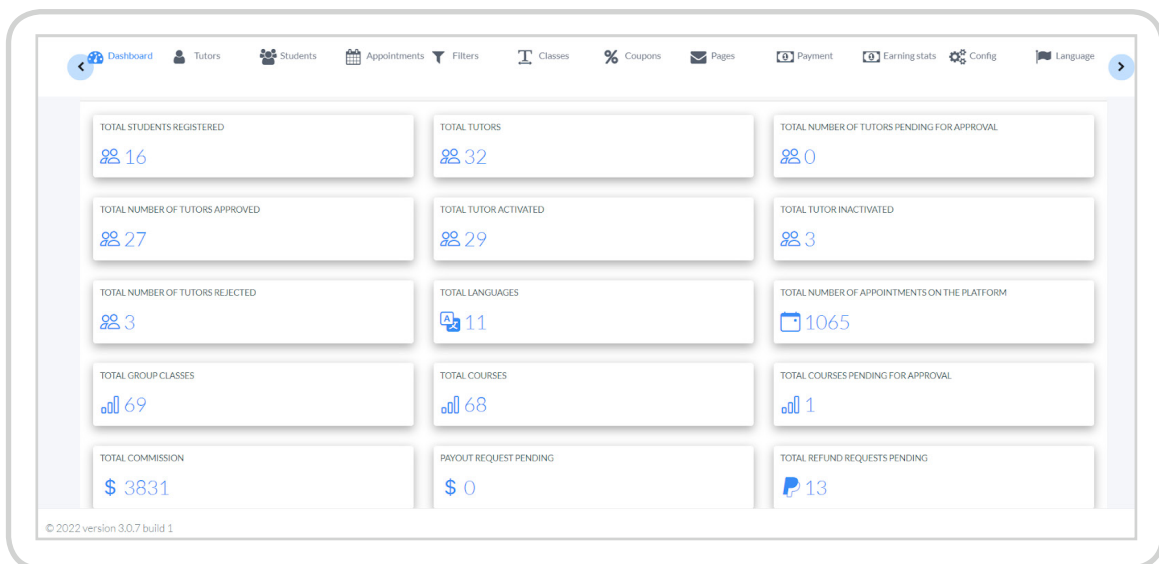 Dashboard Tutors Students Appointments Filters Classes Coupons Pages Payment Earning stats Config Language
TOTAL STUDENTS REGISTERED
16
TOTAL TUTORS
32
TOTAL NUMBER OF TUTORS PENDING FOR APPROVAL
0
TOTAL NUMBER OF TUTORS APPROVED
27
TOTAL TUTOR ACTIVATED
29
TOTAL TUTOR INACTIVATED
3
TOTAL NUMBER OF TUTORS REJECTED
3
TOTAL LANGUAGES
11
TOTAL NUMBER OF APPOINTMENTS ON THE PLATFORM
1065
TOTAL GROUP CLASSES
69
TOTAL COURSES
68
TOTAL COURSES PENDING FOR APPROVAL
1
TOTAL COMMISSION
$ 3831
PAYOUT REQUEST PENDING
$ 0
TOTAL REFUND REQUESTS PENDING
13
© 2022 version 3.0.7 build 1